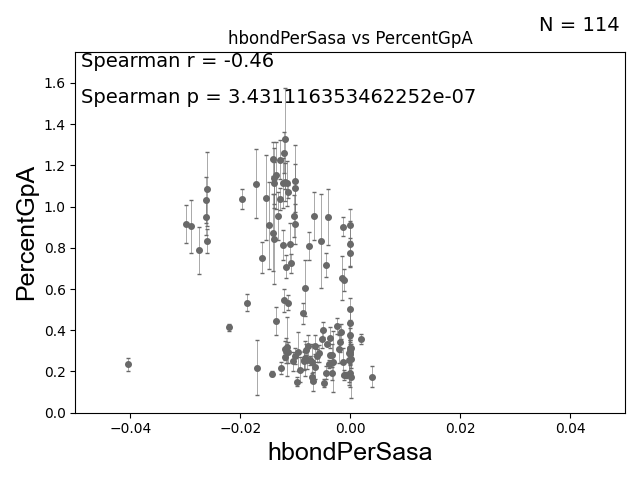 N = 114
hbondPerSasa vs PercentGpA
Spearman r = -0.46
Spearman p = 3.431116353462252e-07
PercentGpA
1.6
1.4
1.2
1.0
0.8
0.6
0.4
0.2
0.0
−0.04
−0.02
0.00
0.02
0.04
hbondPerSasa